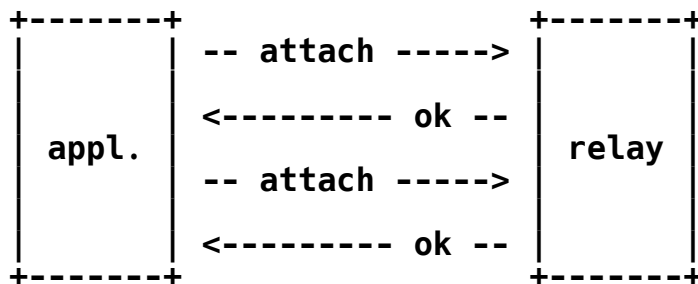 +-------+                       +-------+
|       | -- attach -----> |       |
|       | <--------- ok -- |       |
| appl. |                  | relay |
|       | -- attach -----> |       |
|       | <--------- ok -- |       |
+-------+                       +-------+